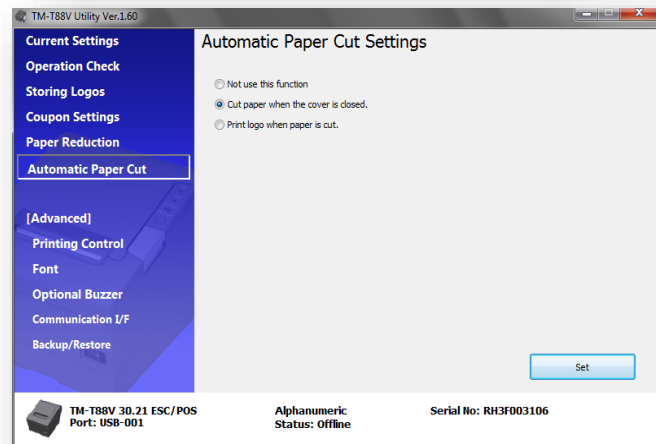 TM-T88V Utility Ver.1.60
Current Settings
Operation Check
Storing Logos
Coupon Settings
Paper Reduction
Automatic Paper Cut
[Advanced]
Printing Control
Font
Optional Buzzer
Communication I/F
Backup/Restore
Automatic Paper Cut Settings
Not use this function
Cut paper when the cover is closed.
Print logo when paper is cut.
Set
TM-T88V 30.21 ESC/POS
Port: USB-001
Alphanumeric
Status: Offline
Serial No: RH3F003106